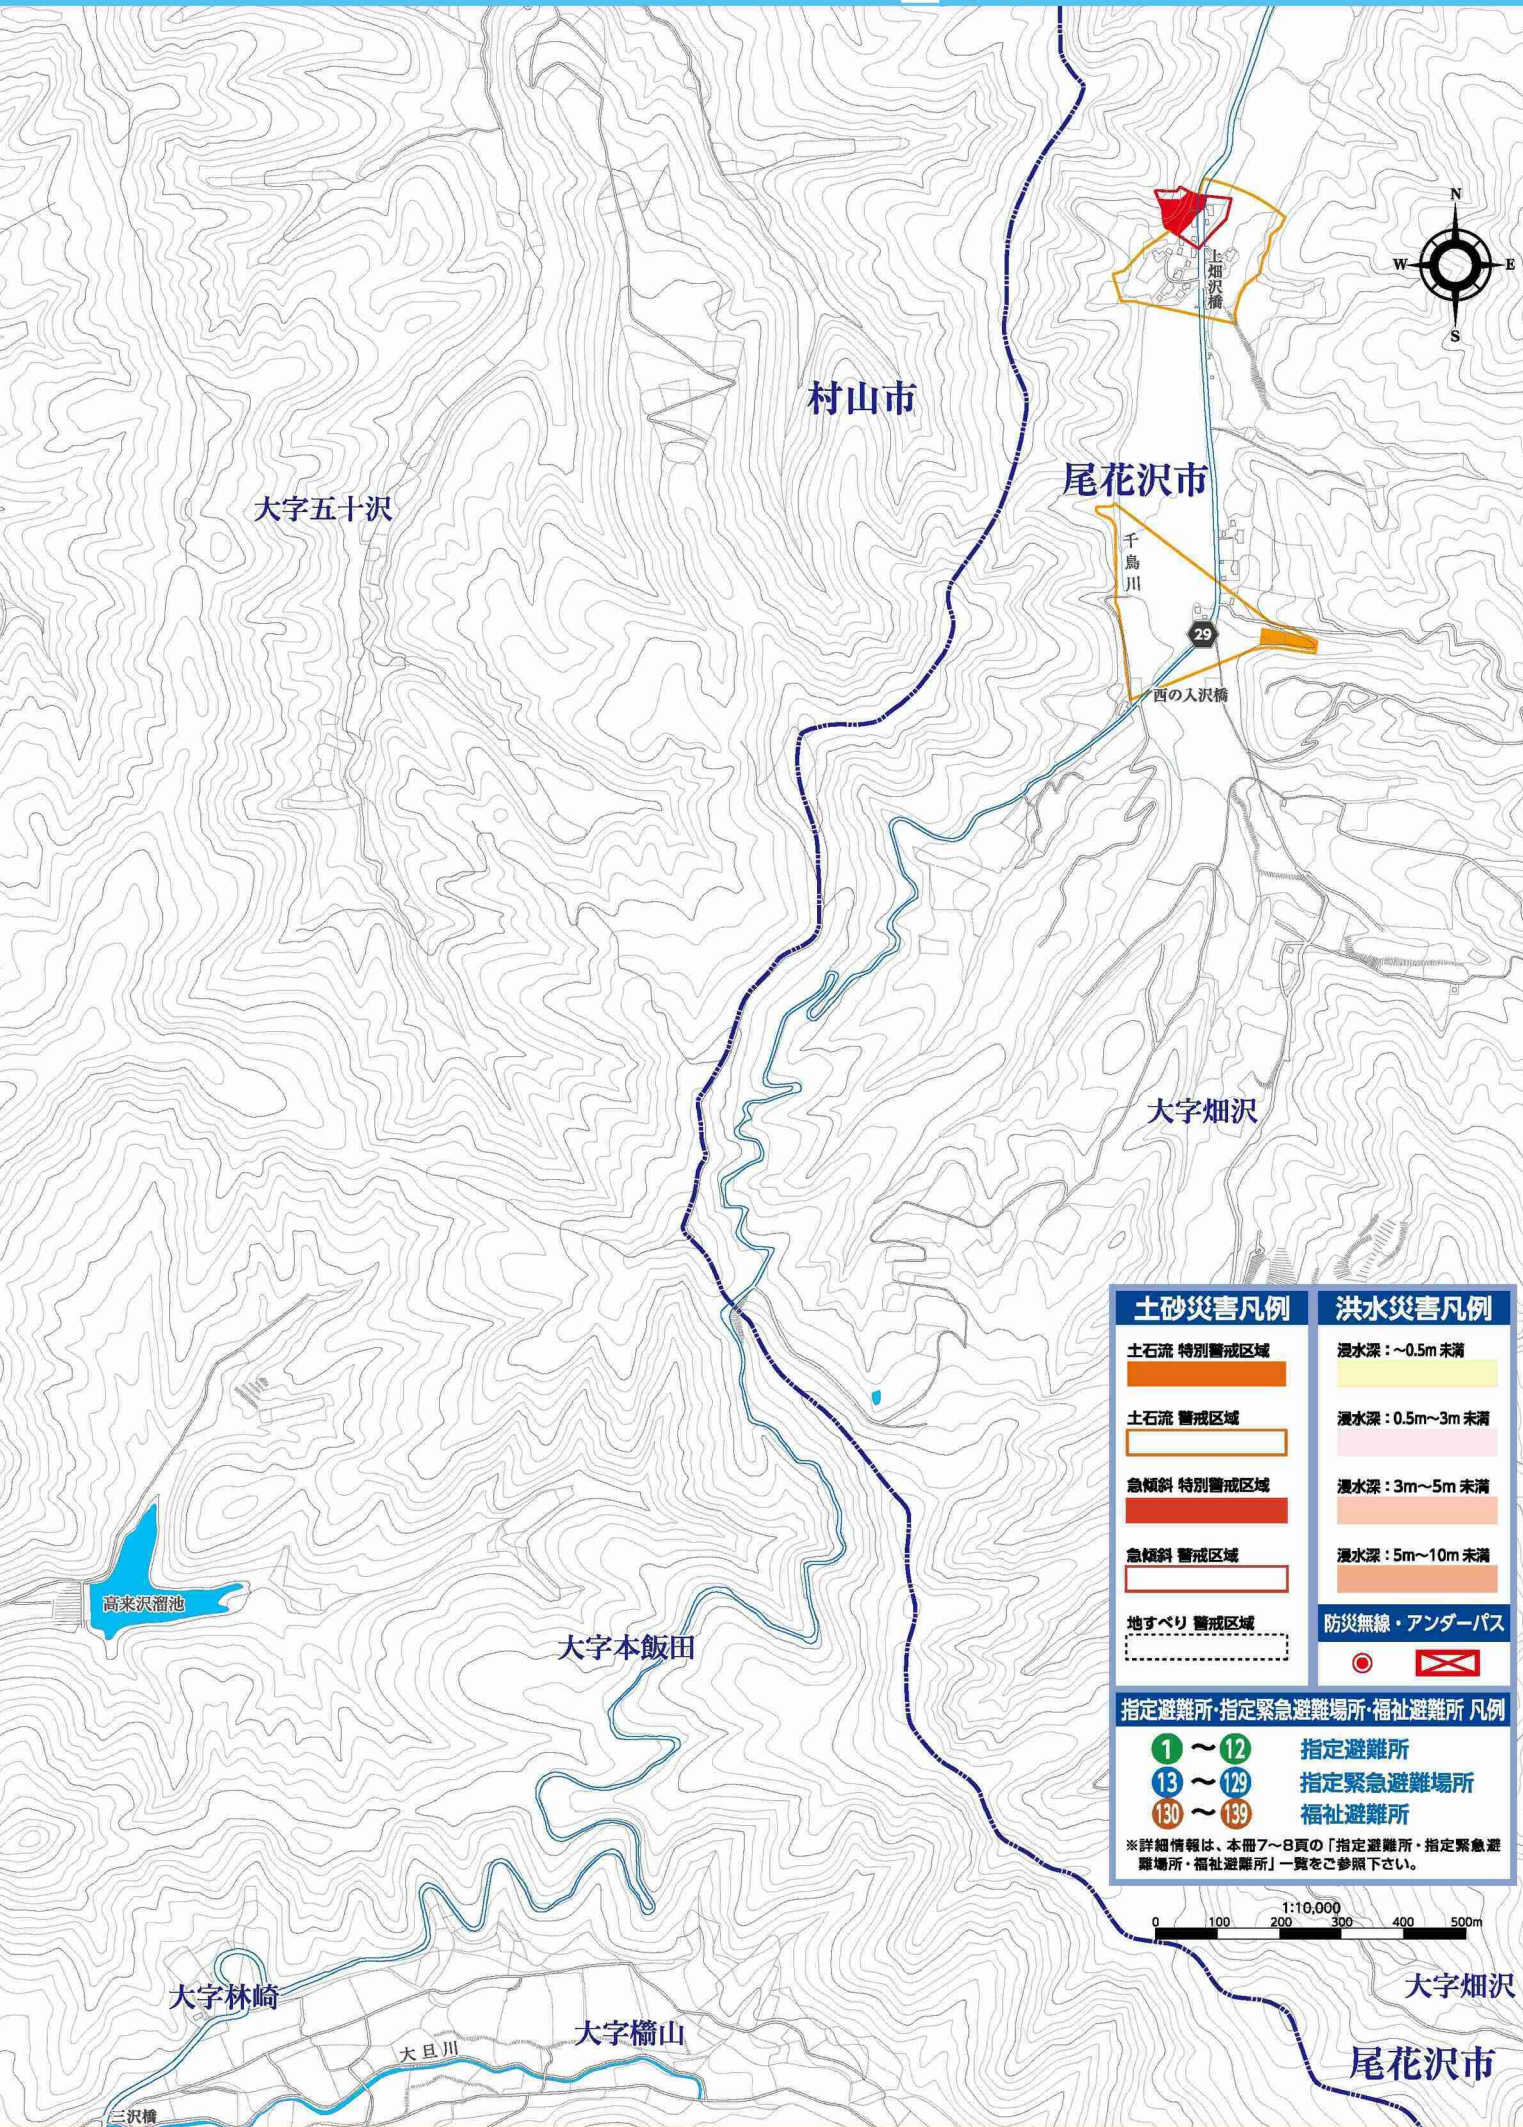 N
W
E
S
上畑沢橋
村山市
尾花沢市
大字五十沢
千鳥川
29
西の入沢橋
大字畑沢
土砂災害凡例
土石流 特別警戒区域
土石流 警戒区域
急傾斜 特別警戒区域
急傾斜 警戒区域
地すべり 警戒区域
洪水災害凡例
浸水深：～0.5m 未満
浸水深：0.5m～3m 未満
浸水深：3m～5m 未満
浸水深：5m～10m 未満
防災無線・アンダーパス
高来沢溜池
大字本飯田
指定避難所・指定緊急避難場所・福祉避難所 凡例
1 ～ 12 指定避難所
13 ～ 129 指定緊急避難場所
130 ～ 139 福祉避難所
※詳細情報は、本冊7～8頁の「指定避難所・指定緊急避
難場所・福祉避難所」一覧をご参照下さい。
1:10,000
0 100 200 300 400 500m
大字林崎
大字畑沢
大字櫤山
大旦川
尾花沢市
三沢橋